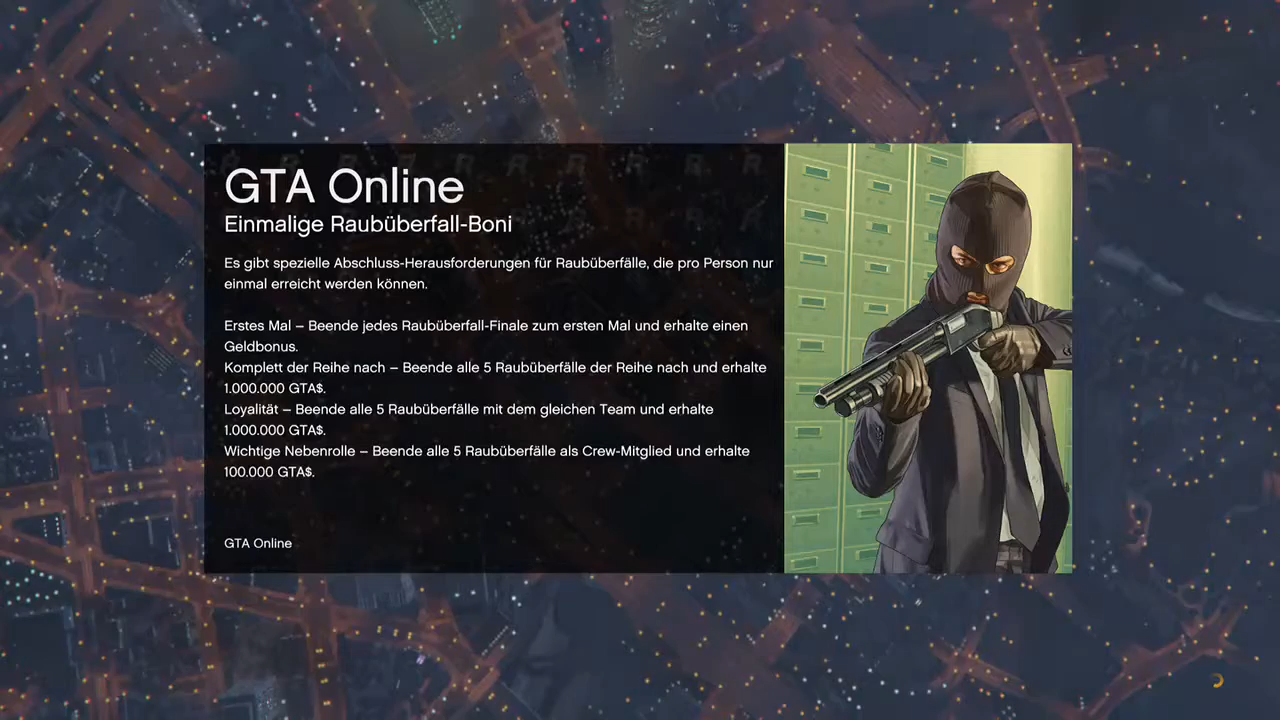 GTA Online
Einmalige Raubüberfall-Boni
Es gibt spezielle Abschluss-Herausforderungen für Raubüberfälle, die pro Person nur
einmal erreicht werden können.
Erstes Mal – Beende jedes Raubüberfall-Finale zum ersten Mal und erhalte einen
Geldbonus.
Komplett der Reihe nach – Beende alle 5 Raubüberfälle der Reihe nach und erhalte
1.000.000 GTA$.
Loyalität – Beende alle 5 Raubüberfälle mit dem gleichen Team und erhalte
1.000.000 GTA$.
Wichtige Nebenrolle – Beende alle 5 Raubüberfälle als Crew-Mitglied und erhalte
100.000 GTA$.
GTA Online